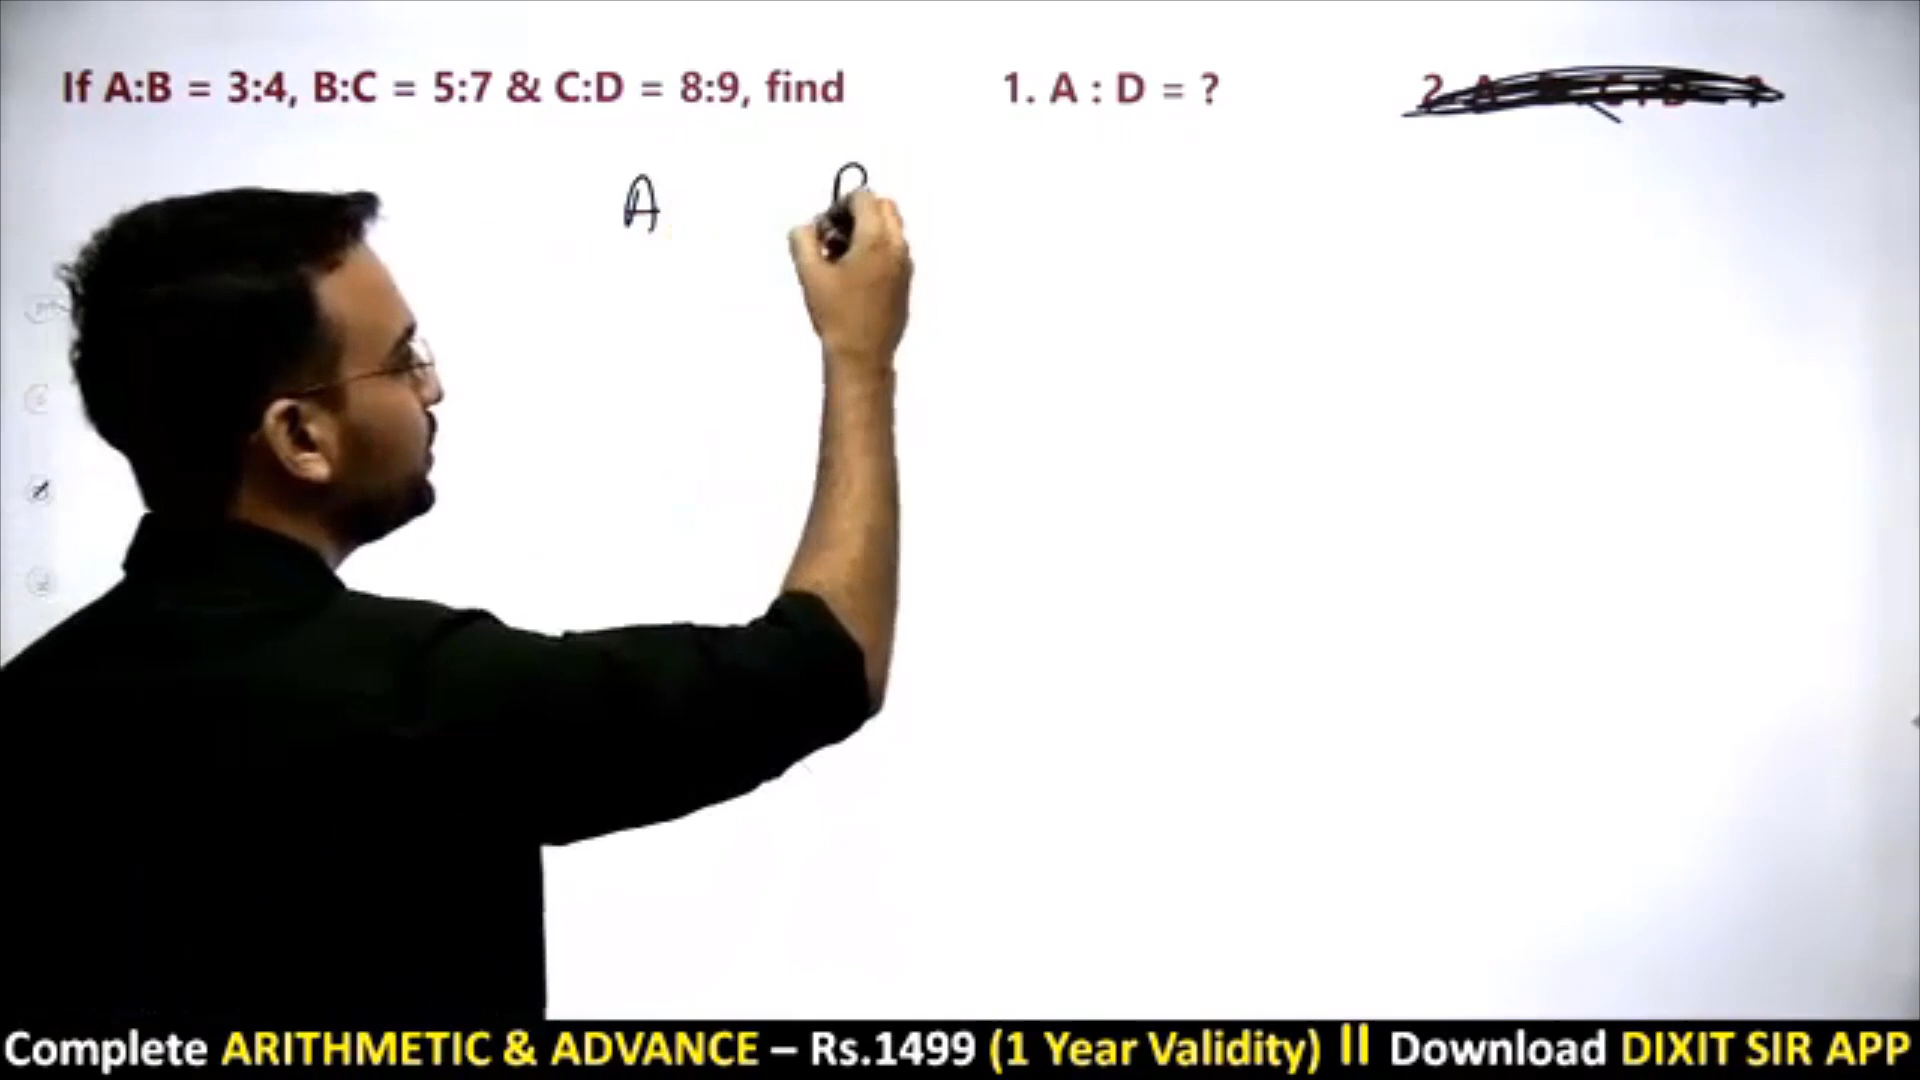 If A:B = 3:4, B:C = 5:7 & C:D = 8:9, find 1. A : D = ?
A
Complete ARITHMETIC & ADVANCE – Rs.1499 (1 Year Validity) || Download DIXIT SIR APP